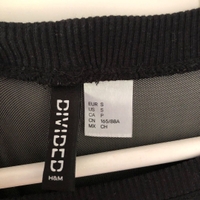 DIVIDED
H&M
EUR S
US S
CA P
CN 165/88A
MX CH